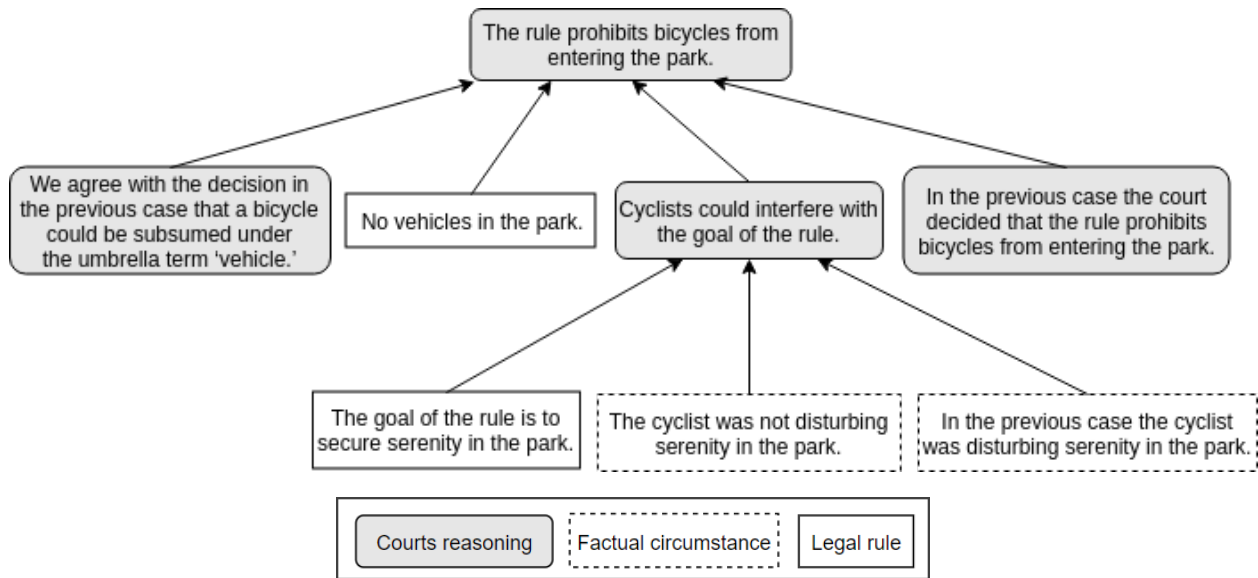 The rule prohibits bicycles from
entering the park.
We agree with the decision in
the previous case that a bicycle
could be subsumed under
the umbrella term ‘vehicle.’
No vehicles in the park.
Cyclists could interfere with
the goal of the rule.
In the previous case the court
decided that the rule prohibits
bicycles from entering the park.
The goal of the rule is to
secure serenity in the park.
The cyclist was not disturbing
serenity in the park.
In the previous case the cyclist
was disturbing serenity in the park.
Courts reasoning
Factual circumstance
Legal rule